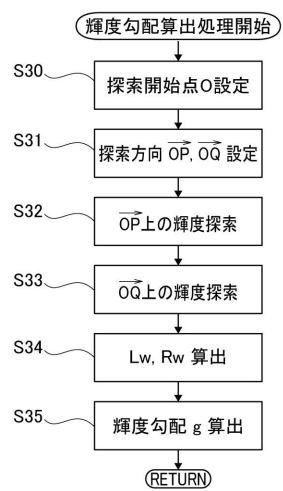 輝度勾配算出処理開始
S30
探索開始点O設定
S31
探索方向 OP, OQ 設定
S32
OP上の輝度探索
S33
OQ上の輝度探索
S34
Lw, Rw 算出
S35
輝度勾配 g 算出
RETURN